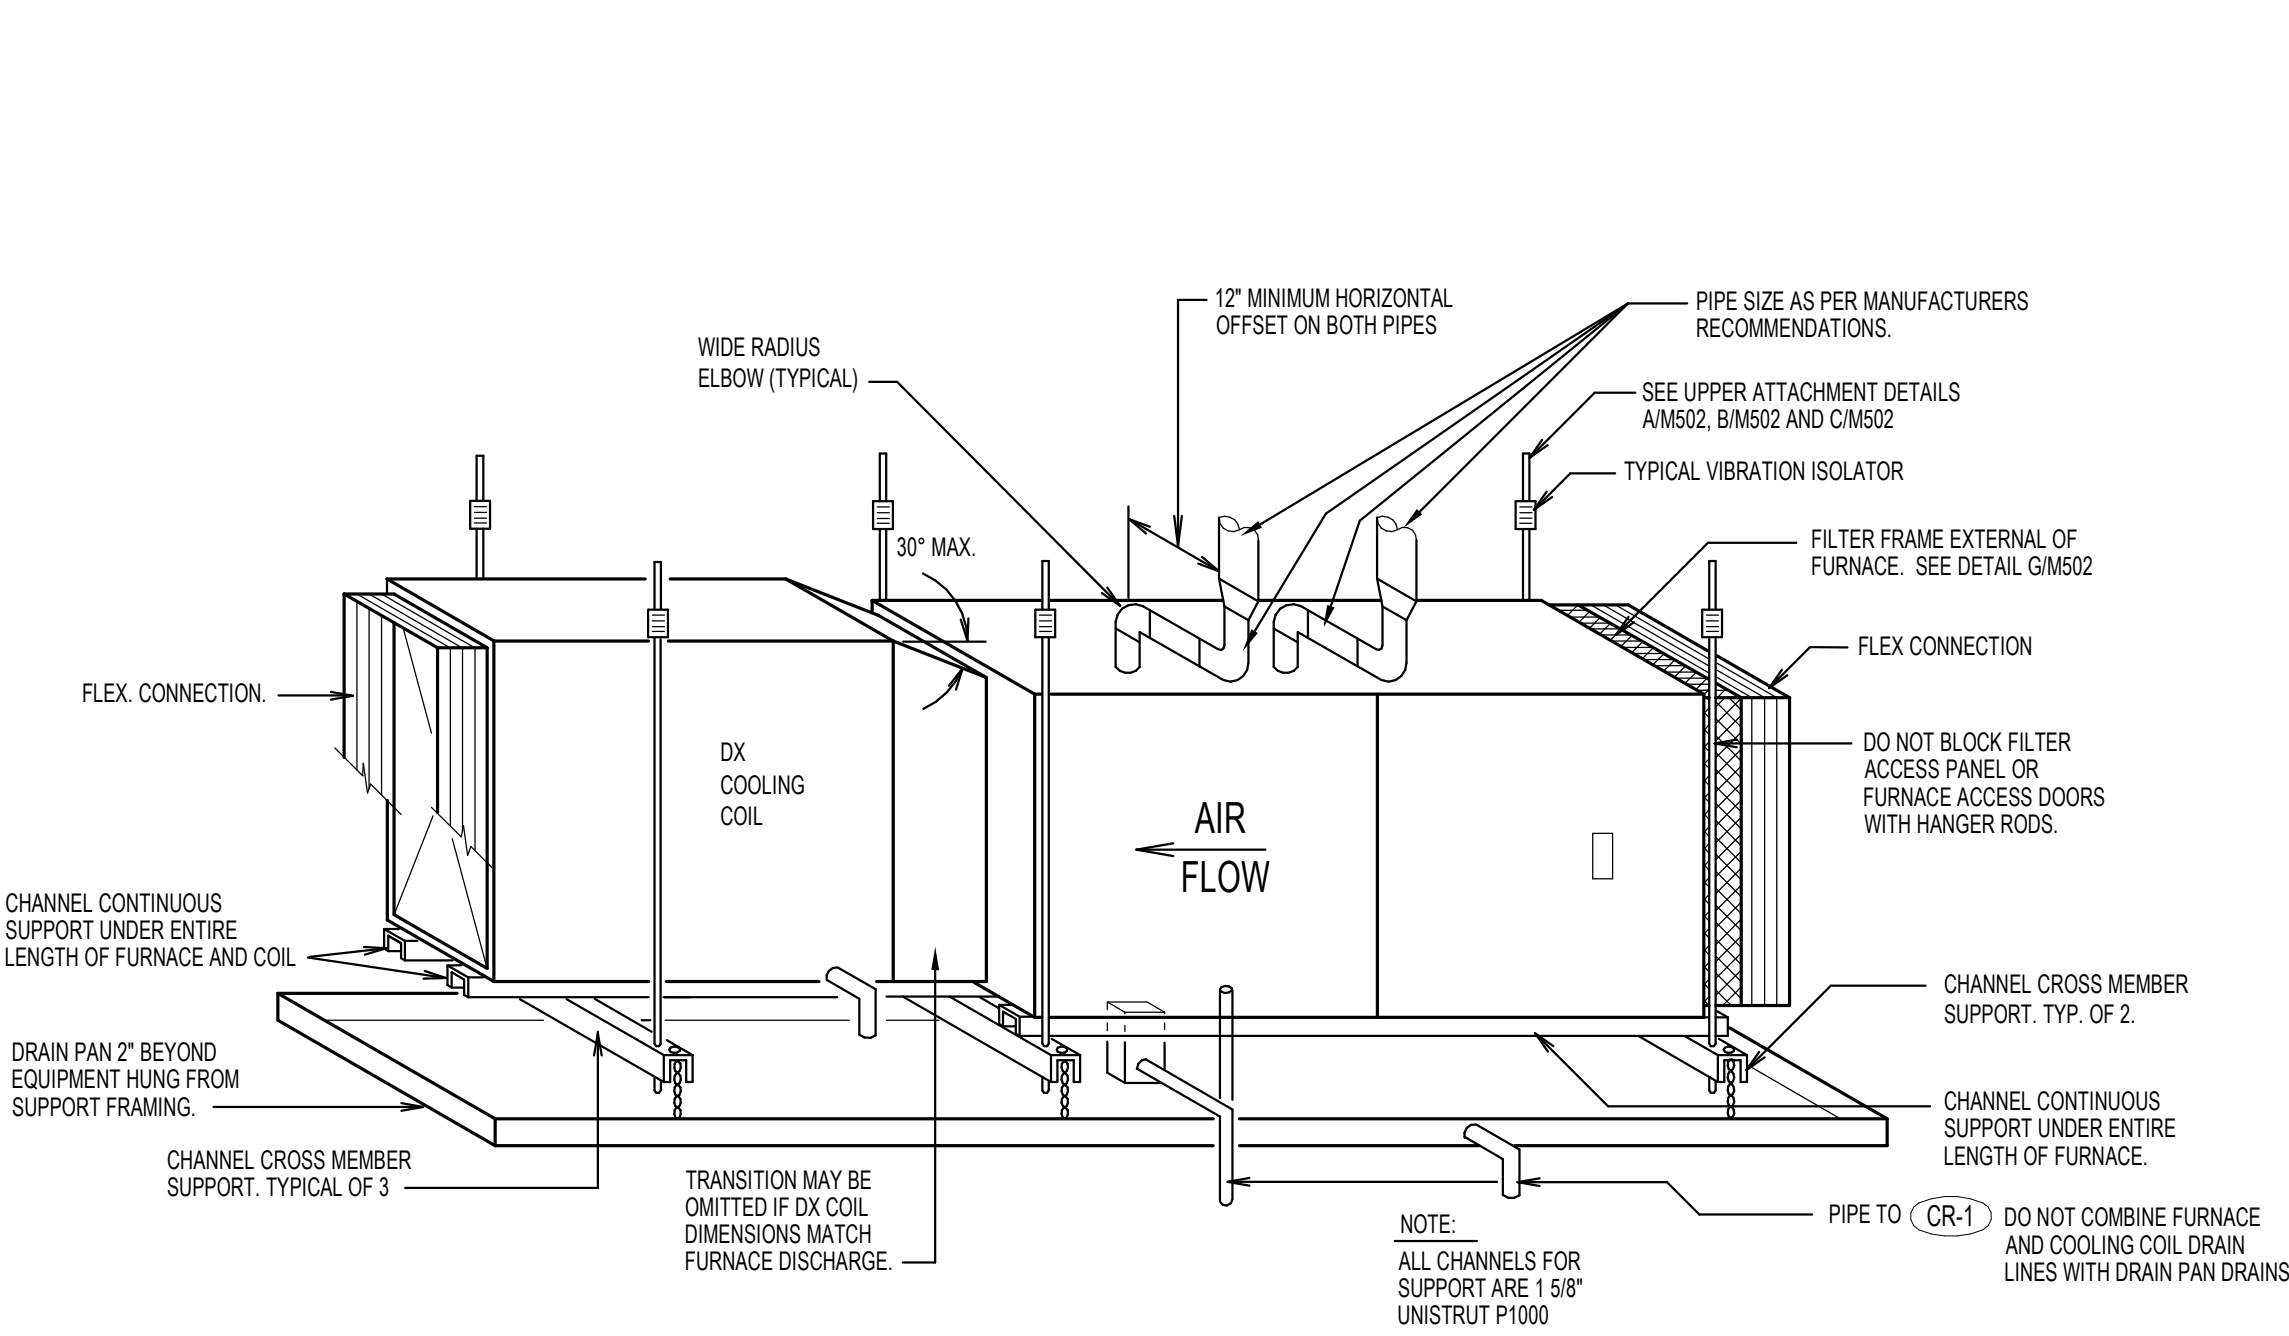 12" MINIMUM HORIZONTAL
OFFSET ON BOTH PIPES
PIPE SIZE AS PER MANUFACTURERS
RECOMMENDATIONS.
WIDE RADIUS
ELBOW (TYPICAL)
SEE UPPER ATTACHMENT DETAILS
A/M502, B/M502 AND C/M502
TYPICAL VIBRATION ISOLATOR
30° MAX.
FILTER FRAME EXTERNAL OF
FURNACE. SEE DETAIL G/M502
FLEX CONNECTION
FLEX. CONNECTION.
DX
COOLING
COIL
DO NOT BLOCK FILTER
ACCESS PANEL OR
FURNACE ACCESS DOORS
WITH HANGER RODS.
AIR
FLOW
CHANNEL CONTINUOUS
SUPPORT UNDER ENTIRE
LENGTH OF FURNACE AND COIL
CHANNEL CROSS MEMBER
SUPPORT. TYP. OF 2.
DRAIN PAN 2" BEYOND
EQUIPMENT HUNG FROM
SUPPORT FRAMING.
CHANNEL CONTINUOUS
SUPPORT UNDER ENTIRE
LENGTH OF FURNACE.
CHANNEL CROSS MEMBER
SUPPORT. TYPICAL OF 3
TRANSITION MAY BE
OMITTED IF DX COIL
DIMENSIONS MATCH
FURNACE DISCHARGE.
PIPE TO CR-1 DO NOT COMBINE FURNACE
AND COOLING COIL DRAIN
LINES WITH DRAIN PAN DRAINS
NOTE:
ALL CHANNELS FOR
SUPPORT ARE 1 5/8"
UNISTRUT P1000